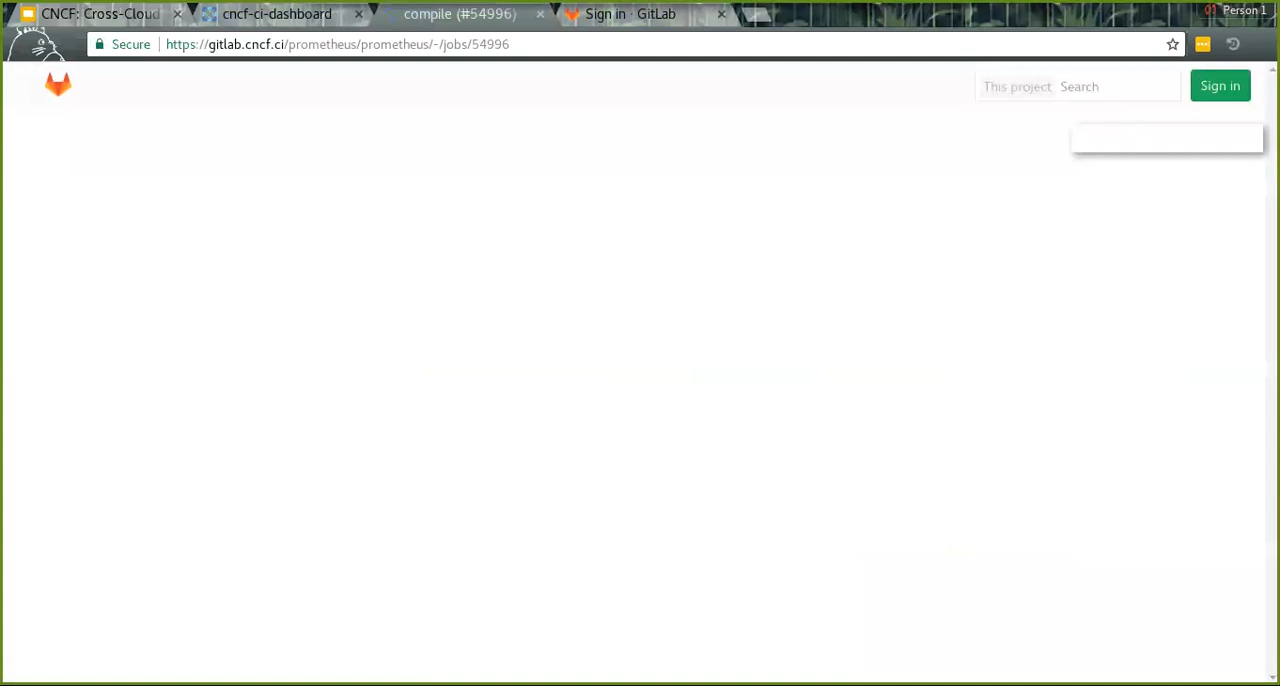 CNCF: Cross-Cloud
cncf-ci-dashboard
compile (#54996)
Sign in · GitLab
Person 1
Secure
https://gitlab.cncf.ci/prometheus/prometheus/-/jobs/54996
This project
Search
Sign in